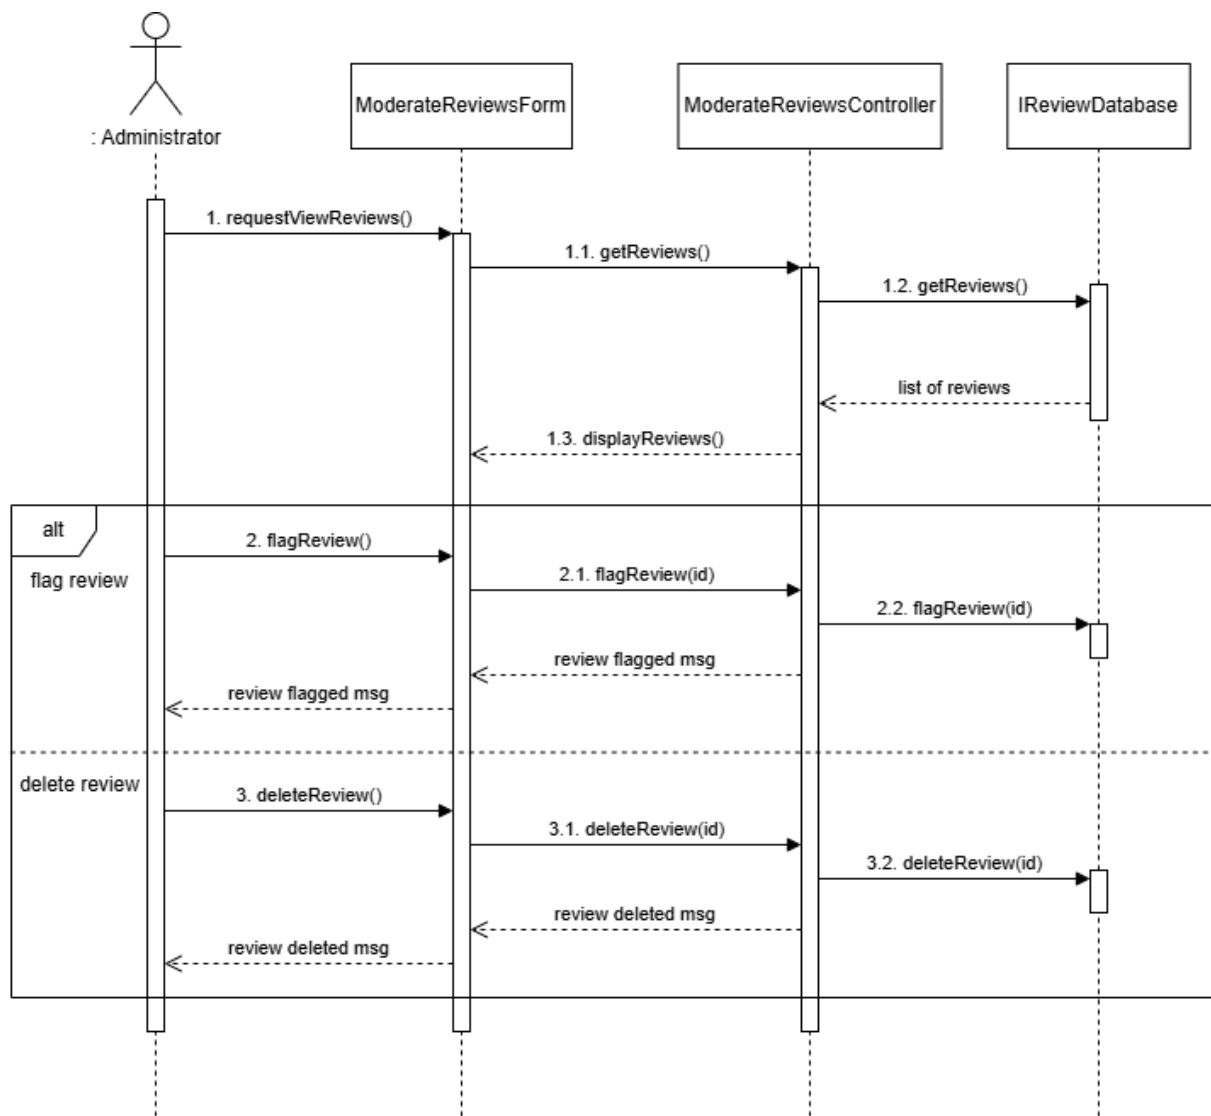 : Administrator
ModerateReviewsForm
ModerateReviewsController
IReviewDatabase
1. requestViewReviews()
1.1. getReviews()
1.2. getReviews()
list of reviews
1.3. displayReviews()
alt
flag review
2. flagReview()
2.1. flagReview(id)
2.2. flagReview(id)
review flagged msg
review flagged msg
delete review
3. deleteReview()
3.1. deleteReview(id)
3.2. deleteReview(id)
review deleted msg
review deleted msg